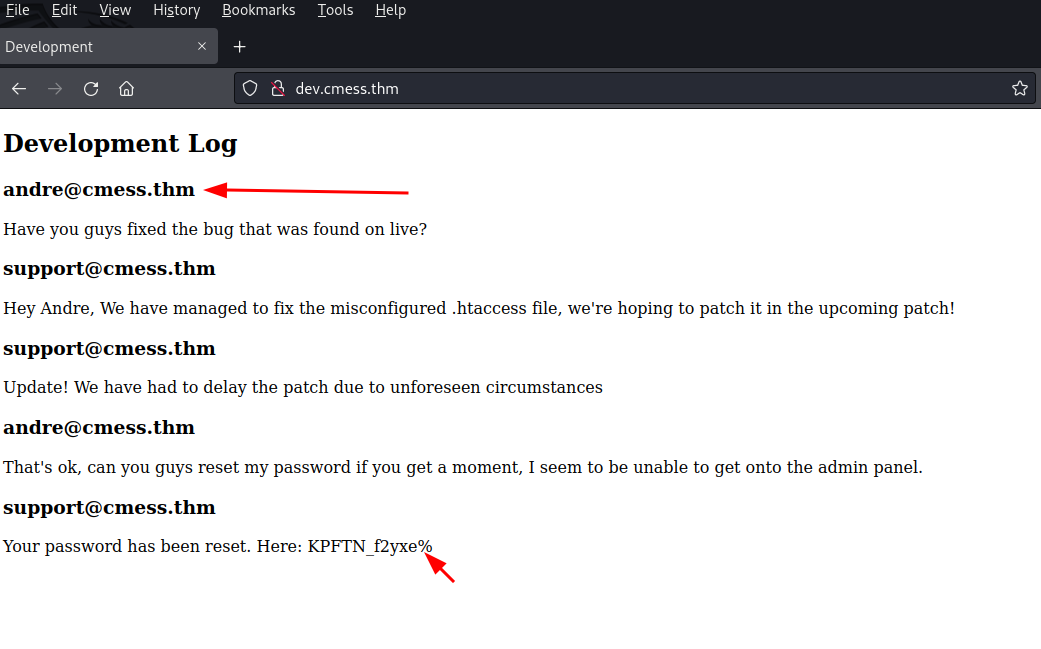 File Edit View History Bookmarks Tools Help
Development
dev.cmess.thm
Development Log
andre@cmess.thm
Have you guys fixed the bug that was found on live?
support@cmess.thm
Hey Andre, We have managed to fix the misconfigured .htaccess file, we're hoping to patch it in the upcoming patch!
support@cmess.thm
Update! We have had to delay the patch due to unforeseen circumstances
andre@cmess.thm
That's ok, can you guys reset my password if you get a moment, I seem to be unable to get onto the admin panel.
support@cmess.thm
Your password has been reset. Here: KPFTN_f2yxe%